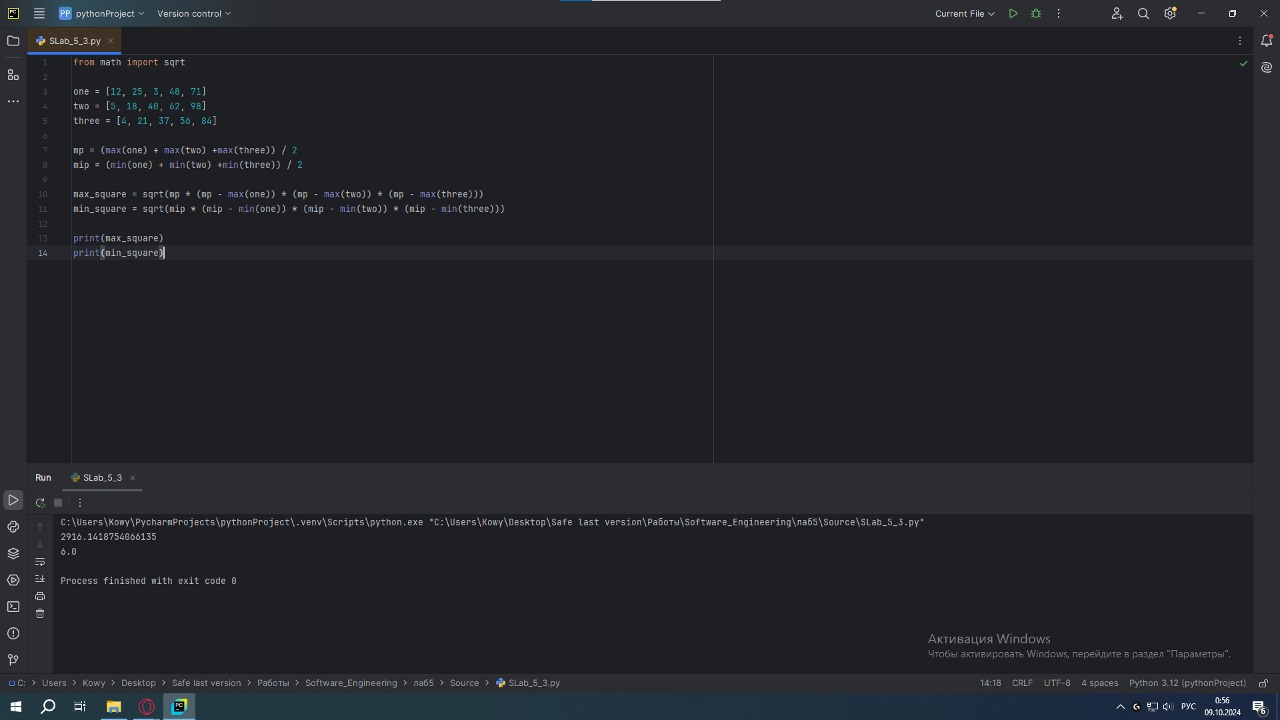 PC PP pythonProject Version control Current File
SLab_5_3.py
1 from math import sqrt
2
3 one = [12, 25, 3, 48, 71]
4 two = [5, 18, 40, 62, 98]
5 three = [4, 21, 37, 56, 84]
6
7 mp = (max(one) + max(two) +max(three)) / 2
8 mip = (min(one) + min(two) +min(three)) / 2
9
10 max_square = sqrt(mp * (mp - max(one)) * (mp - max(two)) * (mp - max(three)))
11 min_square = sqrt(mip * (mip - min(one)) * (mip - min(two)) * (mip - min(three)))
12
13 print(max_square)
14 print(min_square)
Run SLab_5_3
C:\Users\Kowy\PycharmProjects\pythonProject\.venv\Scripts\python.exe "C:\Users\Kowy\Desktop\Safe last version\Работы\Software_Engineering\лаб5\Source\SLab_5_3.py"
2916.1418754066135
6.0
Process finished with exit code 0
Активация Windows
Чтобы активировать Windows, перейдите в раздел "Параметры".
C: > Users > Kowy > Desktop > Safe last version > Работы > Software_Engineering > лаб5 > Source > SLab_5_3.py 14:18 CRLF UTF-8 4 spaces Python 3.12 (pythonProject)
PC РУС 0:56
09.10.2024 6